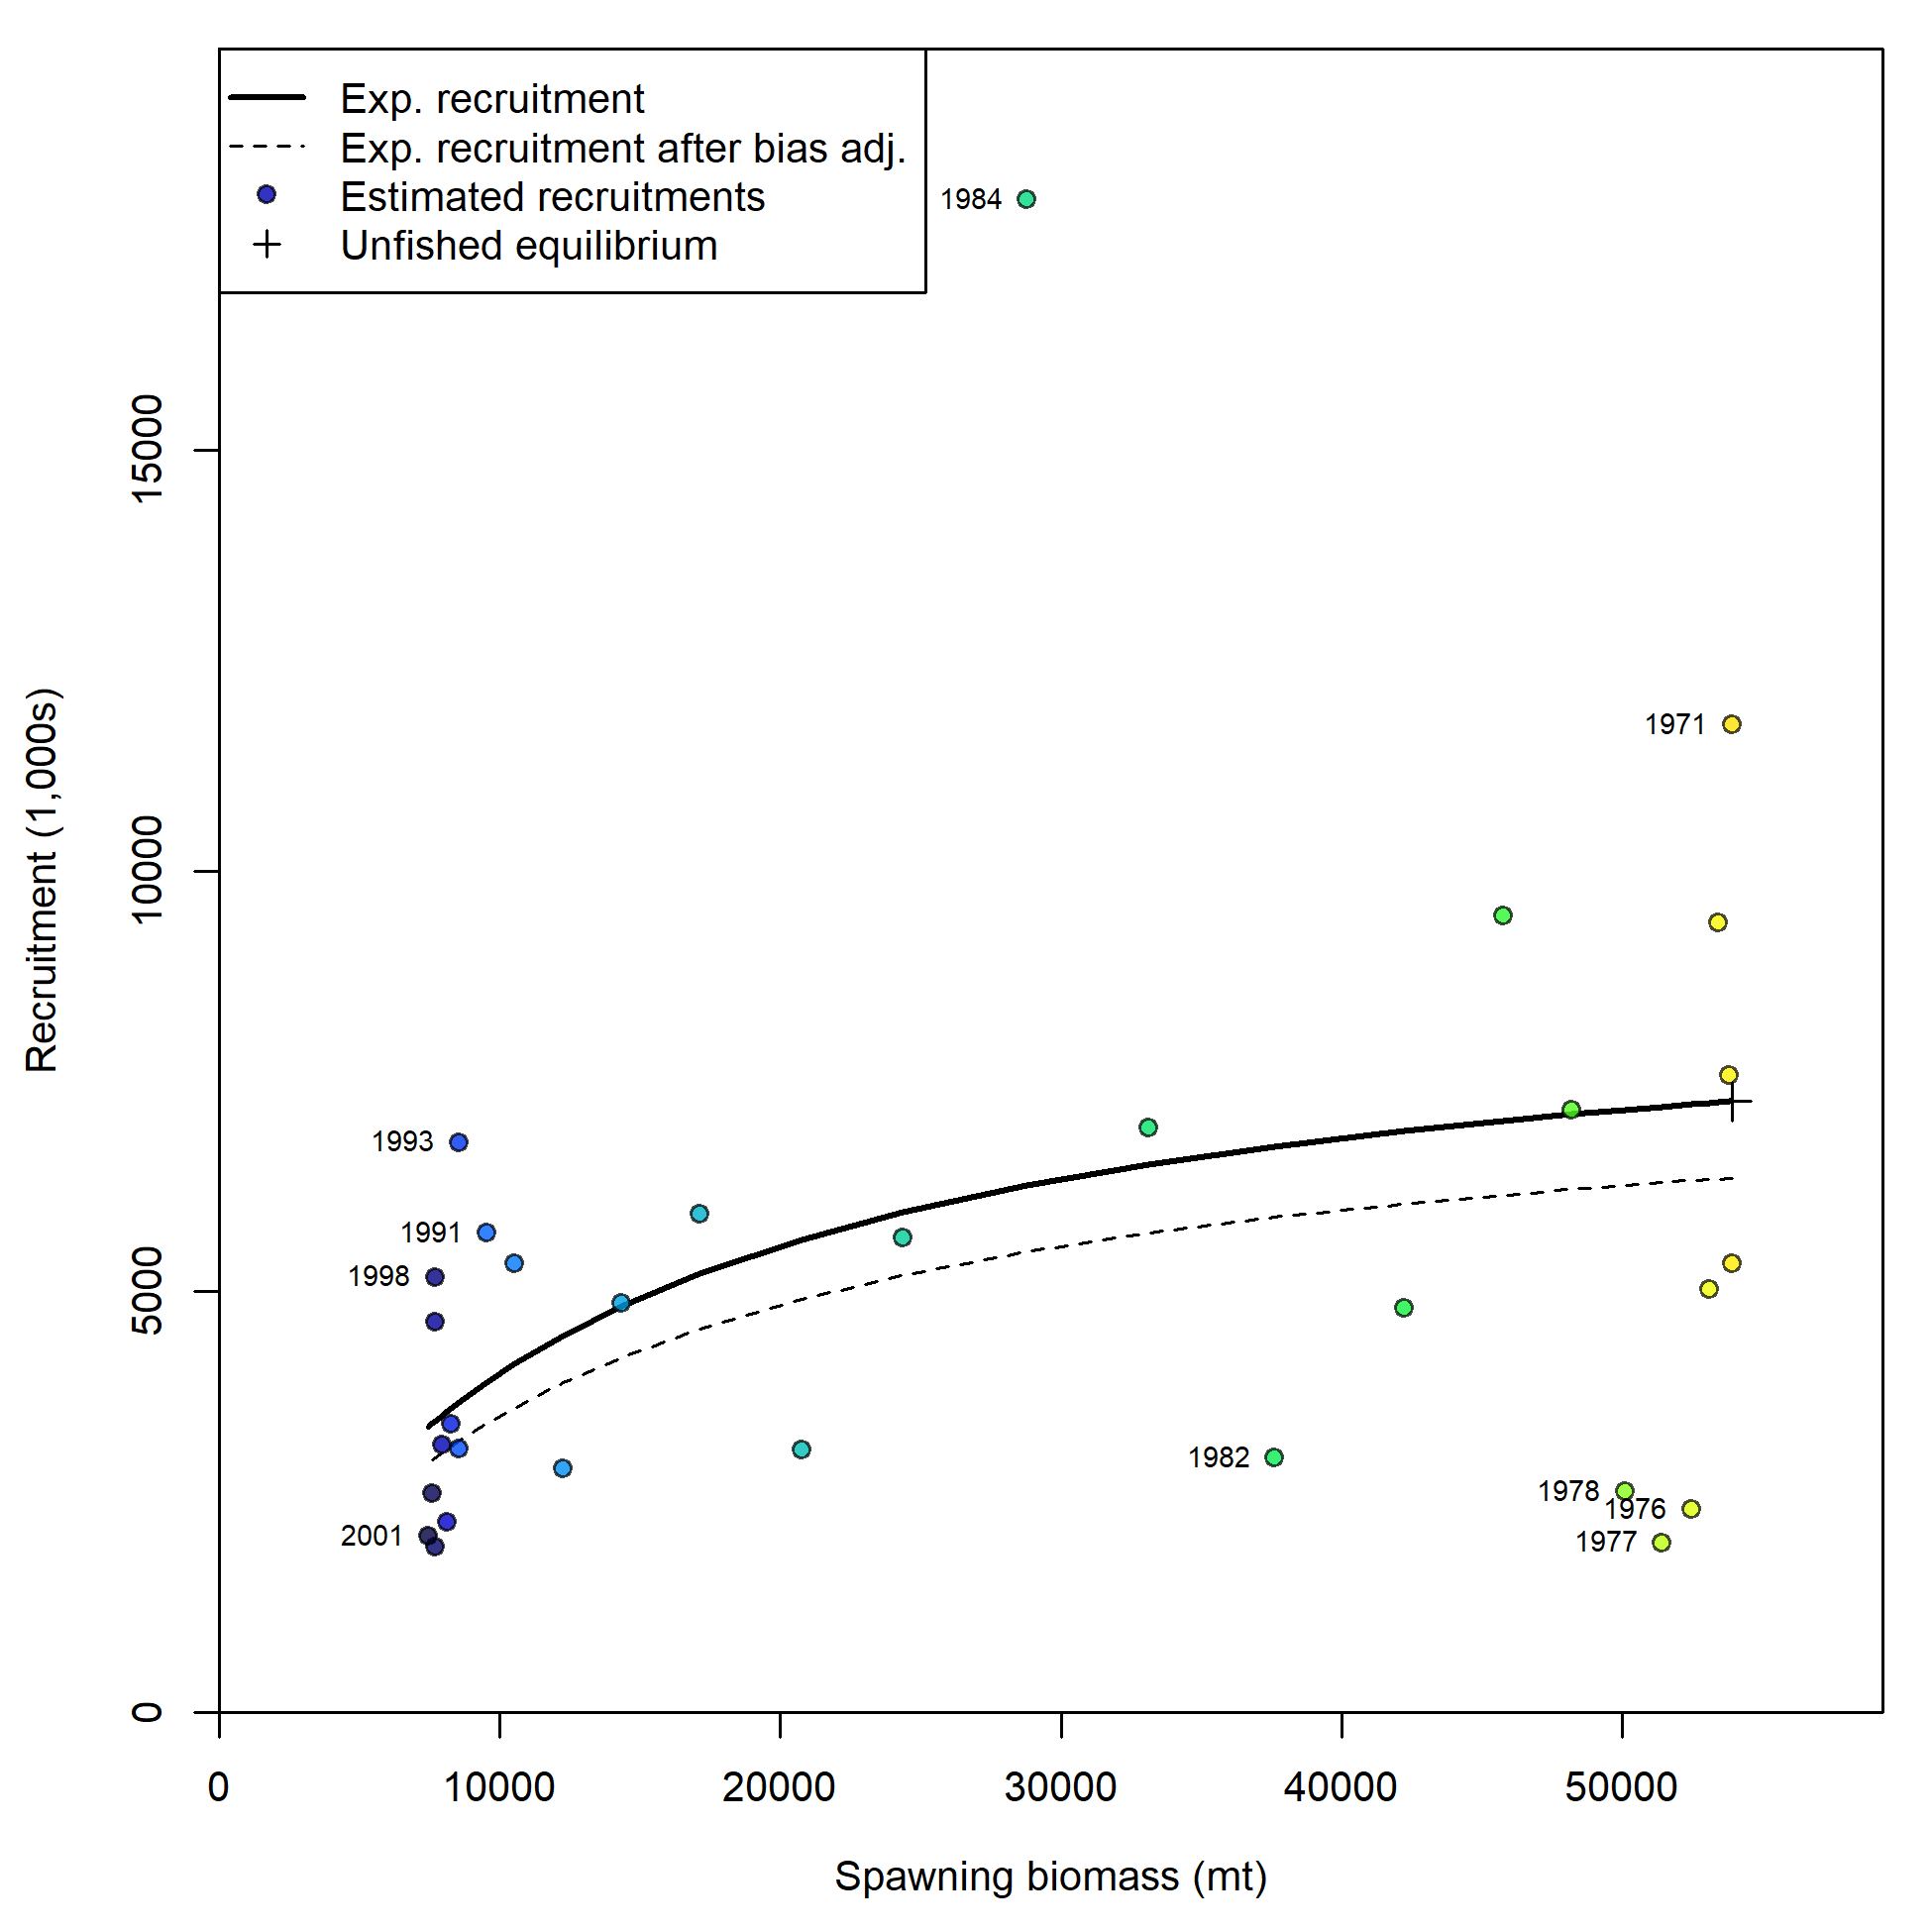 Exp. recruitment
Exp. recruitment after bias adj.
Estimated recruitments
Unfished equilibrium
1984
15000
1971
10000
Recruitment (1,000s)
1993
1991
1998
5000
1982
1978
1976
2001
1977
0
0 10000 20000 30000 40000 50000
Spawning biomass (mt)